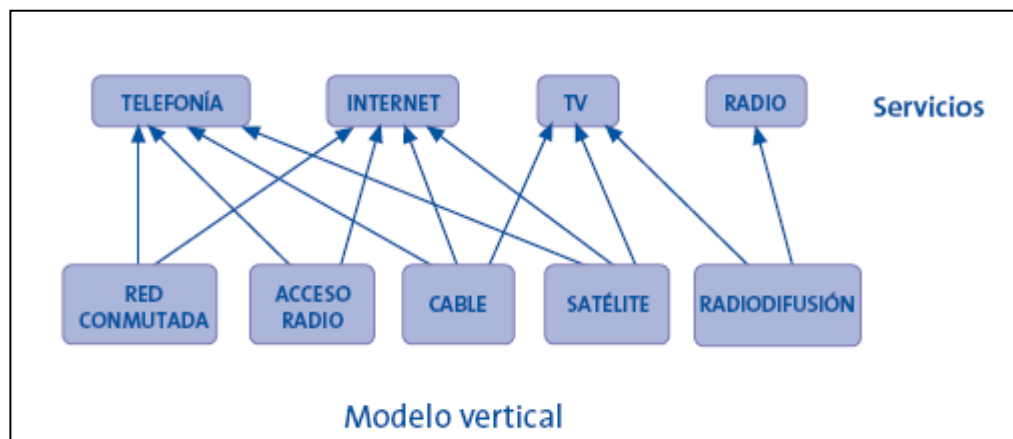 TELEFONÍA
INTERNET
TV
RADIO
Servicios
RED
CONMUTADA
ACCESO
RADIO
CABLE
SATÉLITE
RADIODIFUSIÓN
Modelo vertical